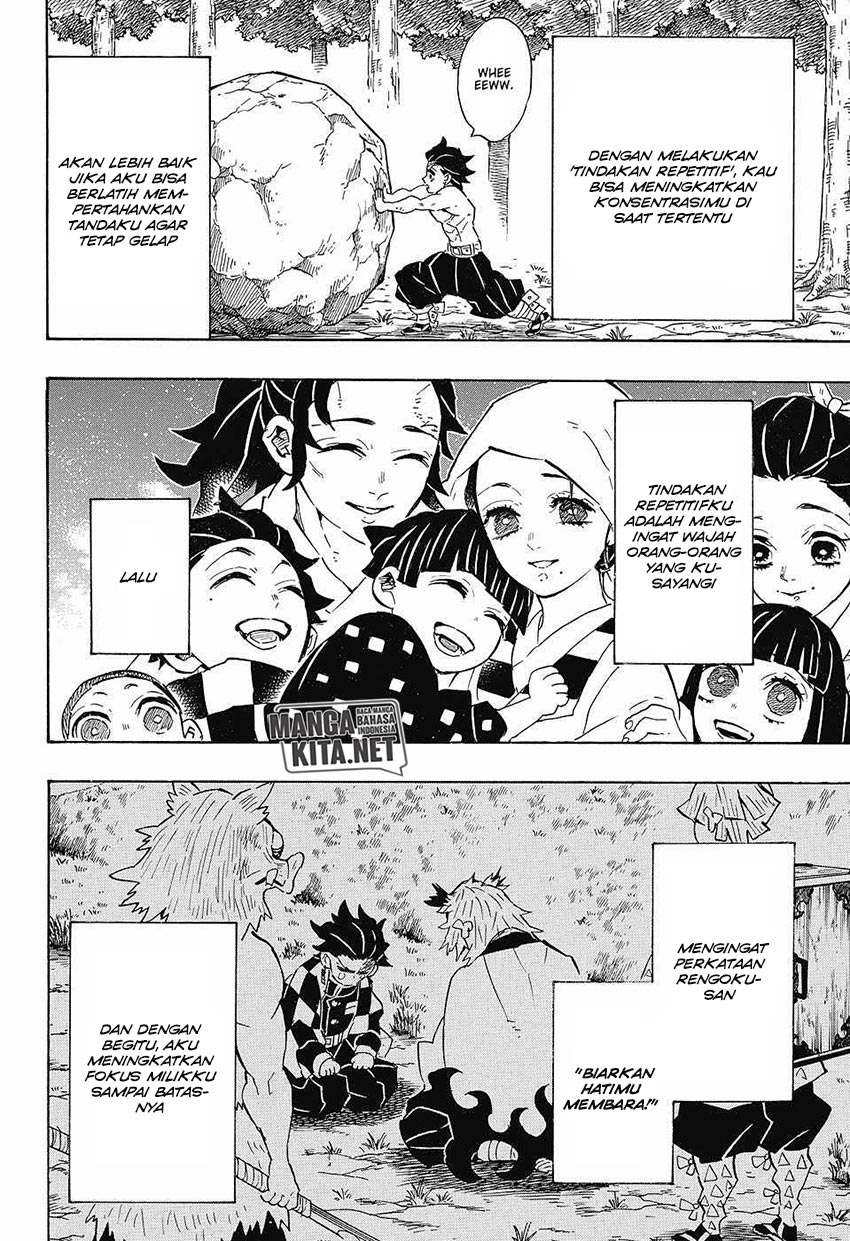 DENGAN MELAKUKAN
'TINDAKAN REPETITIF', KAU
BISA MENINGKATKAN
KONSENTRASIMU DI
SAAT TERTENTU
WHEE
EEWW.
AKAN LEBIH BAIK
JIKA AKU BISA
BERLATIH MEM-
PERTAHANKAN
TANDAKU AGAR
TETAP GELAP
TINDAKAN
REPETITIFKU
ADALAH MENG-
INGAT WAJAH
ORANG-ORANG
YANG KU-
SAYANGI
LALU
MANGA
BACA MANGA
BAHASA
INDONESIA
KITA.NET
MENGINGAT
PERKATAAN
RENGOKU-
SAN
"BIARKAN
HATIMU
MEMBARA!"
DAN DENGAN
BEGITU, AKU
MENINGKATKAN
FOKUS MILIKKU
SAMPAI BATAS-
NYA